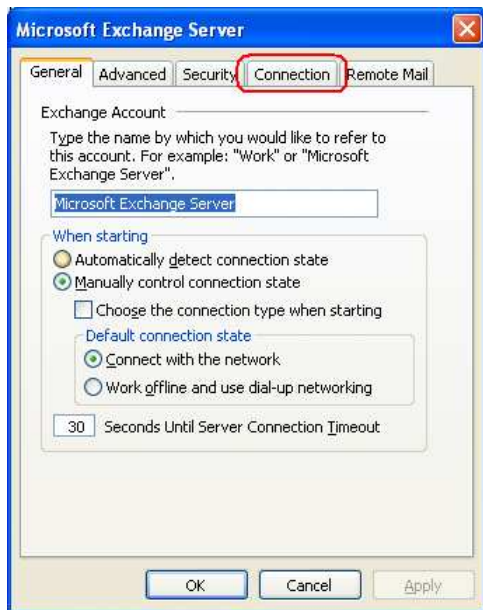 Microsoft Exchange Server
General Advanced Security Connection Remote Mail
Exchange Account
Type the name by which you would like to refer to
this account. For example: "Work" or "Microsoft
Exchange Server".
Microsoft Exchange Server
When starting
Automatically detect connection state
Manually control connection state
Choose the connection type when starting
Default connection state
Connect with the network
Work offline and use dial-up networking
30 Seconds Until Server Connection Timeout
OK Cancel Apply